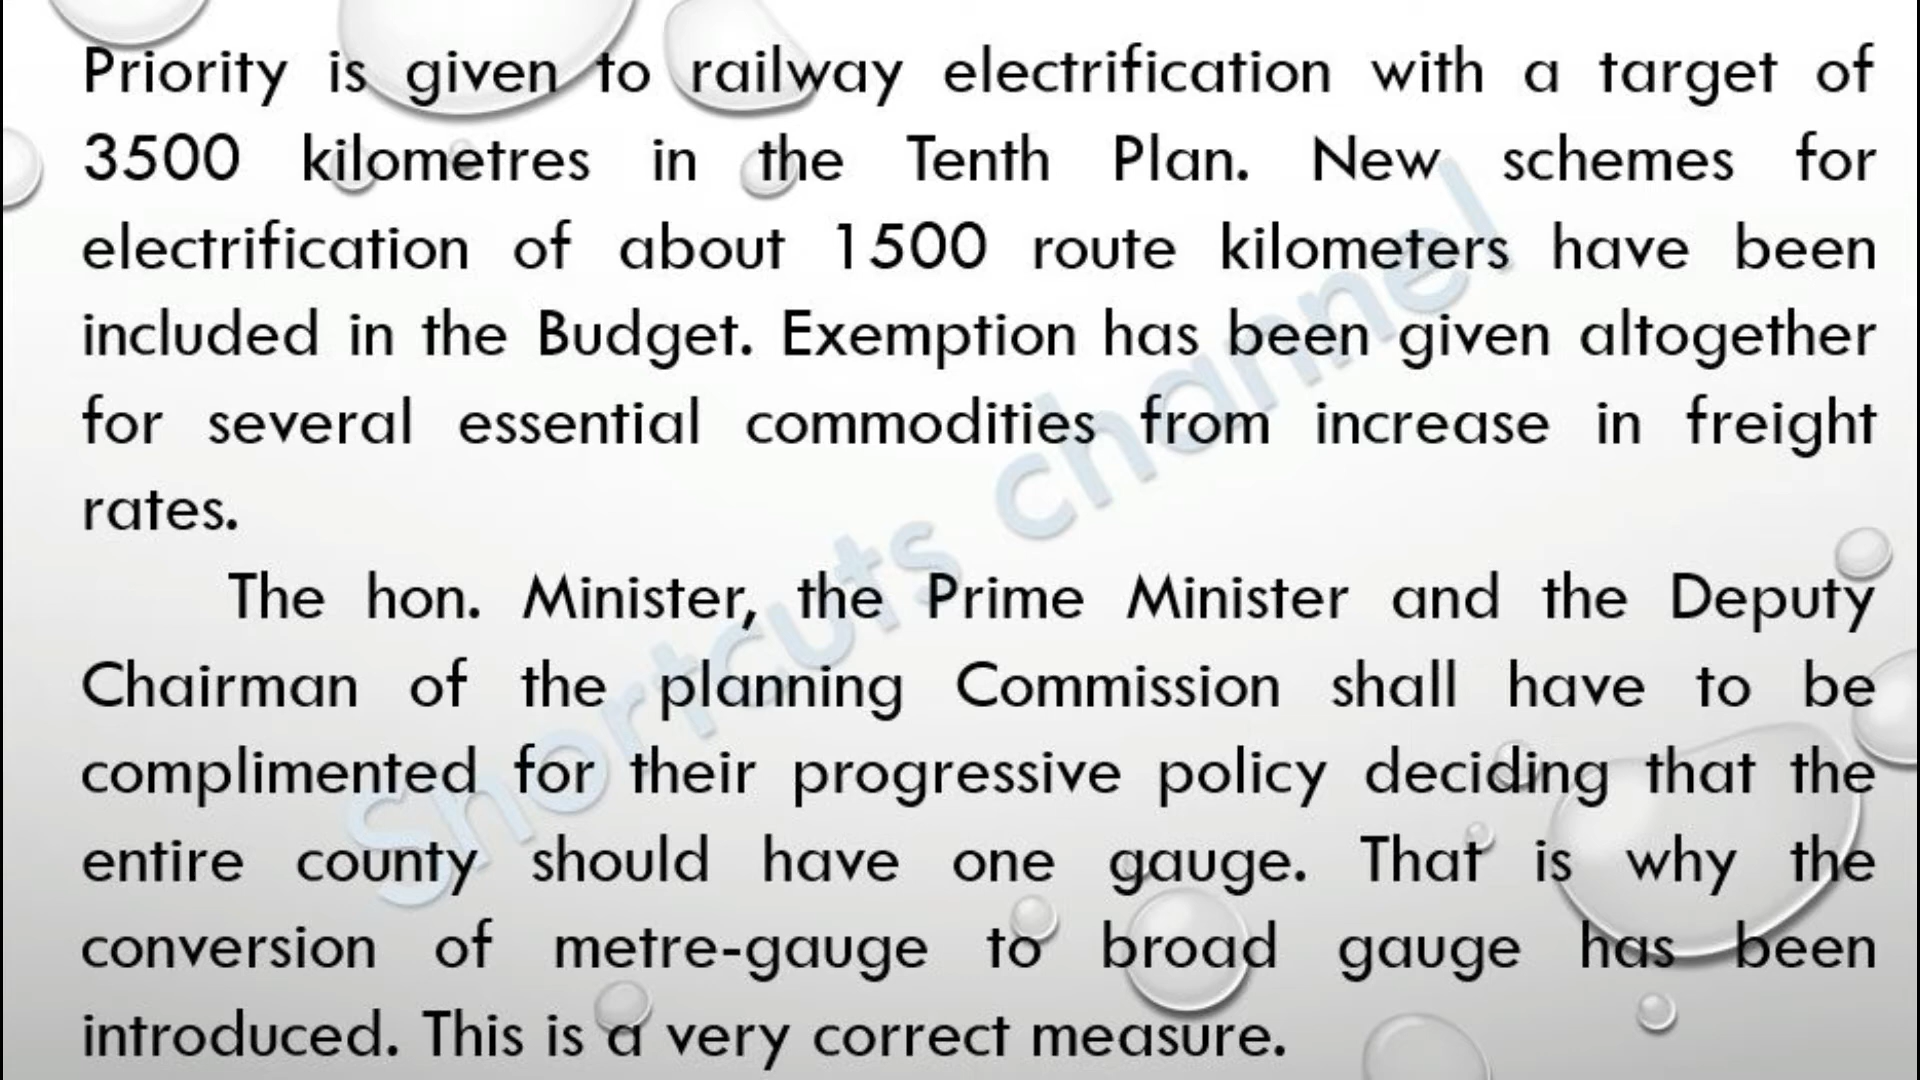 Priority is given to railway electrification with a target of
3500 kilometres in the Tenth Plan. New schemes for
electrification of about 1500 route kilometers have been
included in the Budget. Exemption has been given altogether
for several essential commodities from increase in freight
rates.
The hon. Minister, the Prime Minister and the Deputy
Chairman of the planning Commission shall have to be
complimented for their progressive policy deciding that the
entire county should have one gauge. That is why the
conversion of metre-gauge to broad gauge has been
introduced. This is a very correct measure.
Shortcuts channel